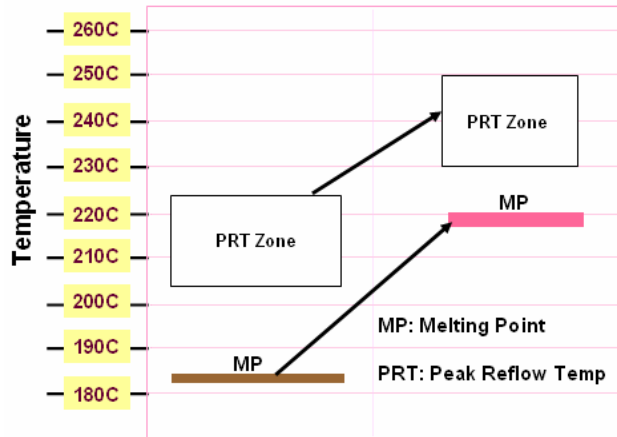 Temperature
260C
250C
240C
230C
220C
210C
200C
190C
180C
PRT Zone
MP
PRT Zone
MP
MP: Melting Point
PRT: Peak Reflow Temp